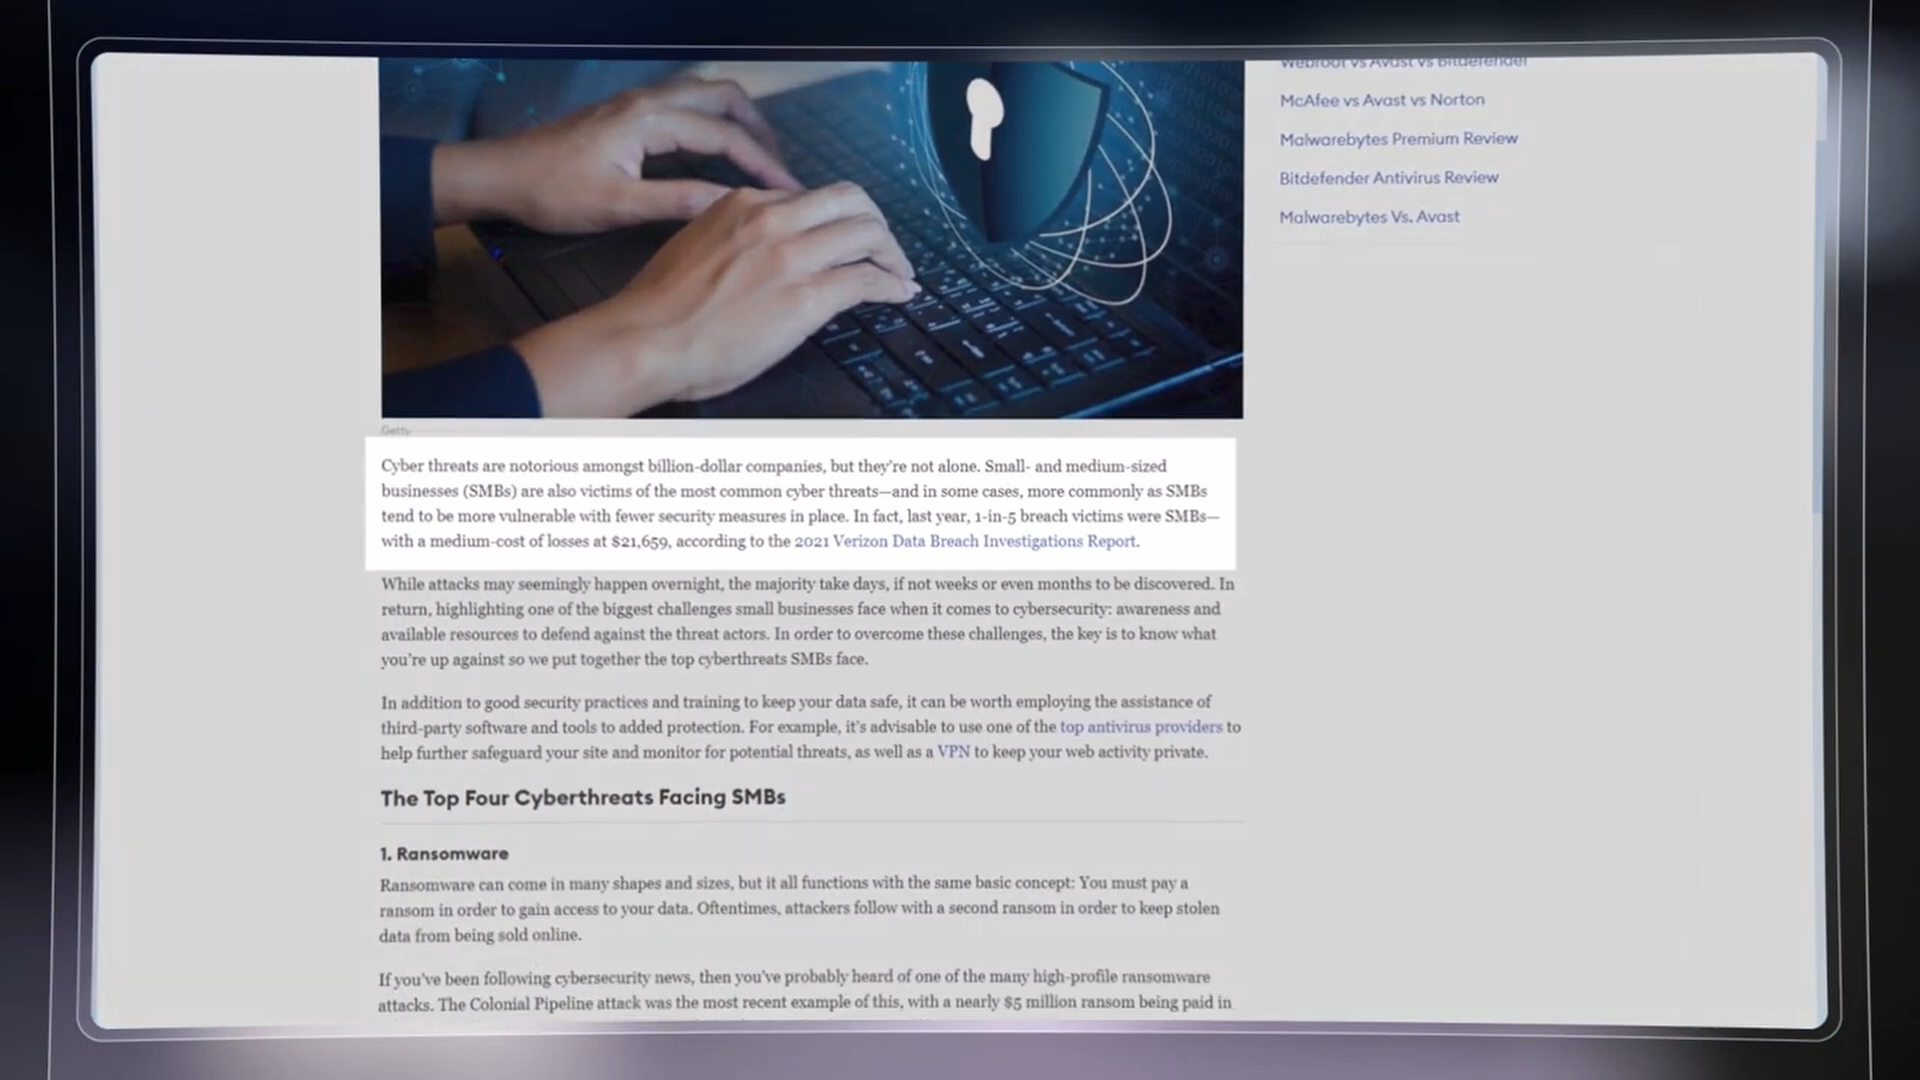 Webroot vs Avast vs Bitdefender
McAfee vs Avast vs Norton
Malwarebytes Premium Review
Bitdefender Antivirus Review
Malwarebytes Vs. Avast
Getty
Cyber threats are notorious amongst billion-dollar companies, but they're not alone. Small- and medium-sized
businesses (SMBs) are also victims of the most common cyber threats—and in some cases, more commonly as SMBs
tend to be more vulnerable with fewer security measures in place. In fact, last year, 1-in-5 breach victims were SMBs—
with a medium-cost of losses at $21,659, according to the 2021 Verizon Data Breach Investigations Report.
While attacks may seemingly happen overnight, the majority take days, if not weeks or even months to be discovered. In
return, highlighting one of the biggest challenges small businesses face when it comes to cybersecurity: awareness and
available resources to defend against the threat actors. In order to overcome these challenges, the key is to know what
you're up against so we put together the top cyberthreats SMBs face.
In addition to good security practices and training to keep your data safe, it can be worth employing the assistance of
third-party software and tools to added protection. For example, it's advisable to use one of the top antivirus providers to
help further safeguard your site and monitor for potential threats, as well as a VPN to keep your web activity private.
The Top Four Cyberthreats Facing SMBs
1. Ransomware
Ransomware can come in many shapes and sizes, but it all functions with the same basic concept: You must pay a
ransom in order to gain access to your data. Oftentimes, attackers follow with a second ransom in order to keep stolen
data from being sold online.
If you've been following cybersecurity news, then you've probably heard of one of the many high-profile ransomware
attacks. The Colonial Pipeline attack was the most recent example of this, with a nearly $5 million ransom being paid in